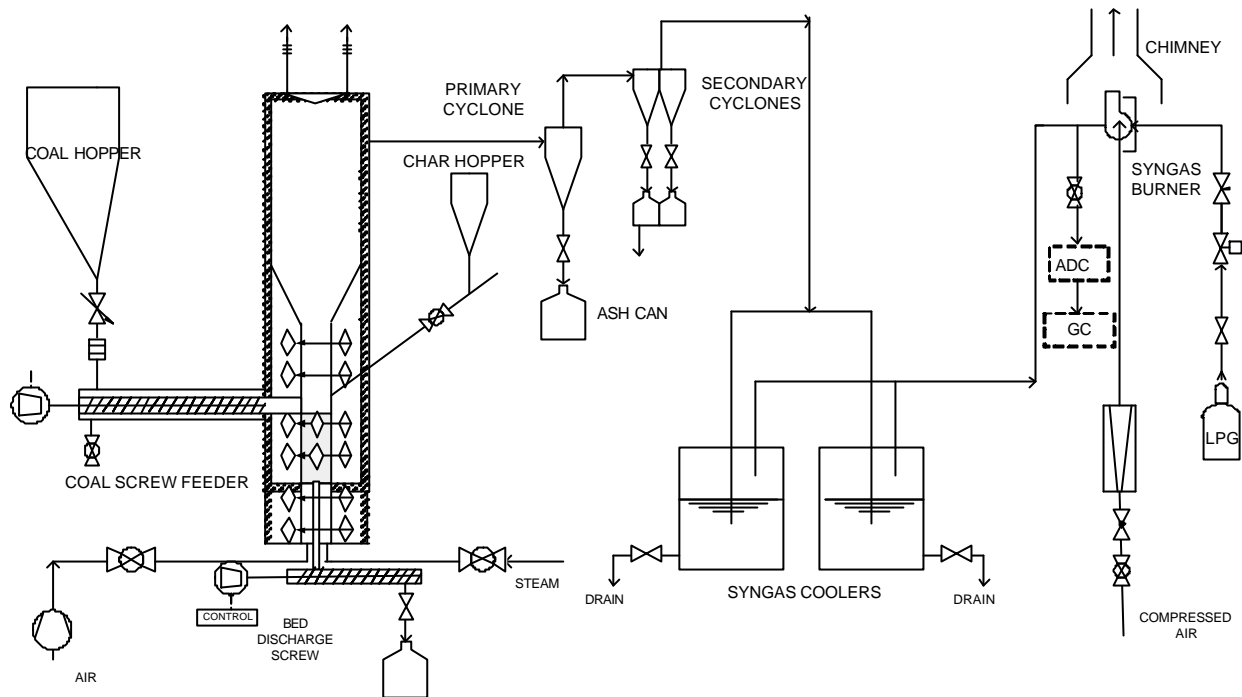 CHIMNEY
PRIMARY
CYCLONE
SECONDARY
CYCLONES
COAL HOPPER
CHAR HOPPER
SYNGAS
BURNER
ADC
GC
ASH CAN
LPG
COAL SCREW FEEDER
STEAM
CONTROL
BED
DISCHARGE
SCREW
AIR
DRAIN
SYNGAS COOLERS
DRAIN
COMPRESSED
AIR